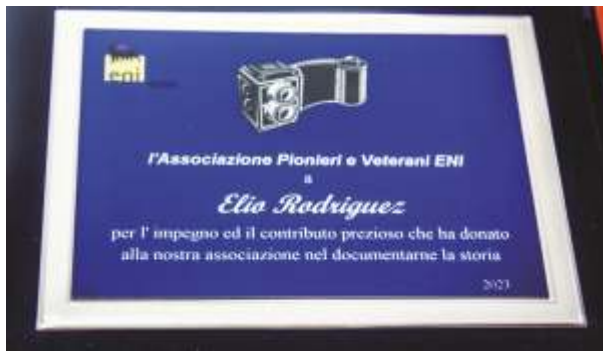 eni
l'Associazione Pionieri e Veterani ENI
a
Elio Rodriguez
per l' impegno ed il contributo prezioso che ha donato
alla nostra associazione nel documentarne la storia
2023